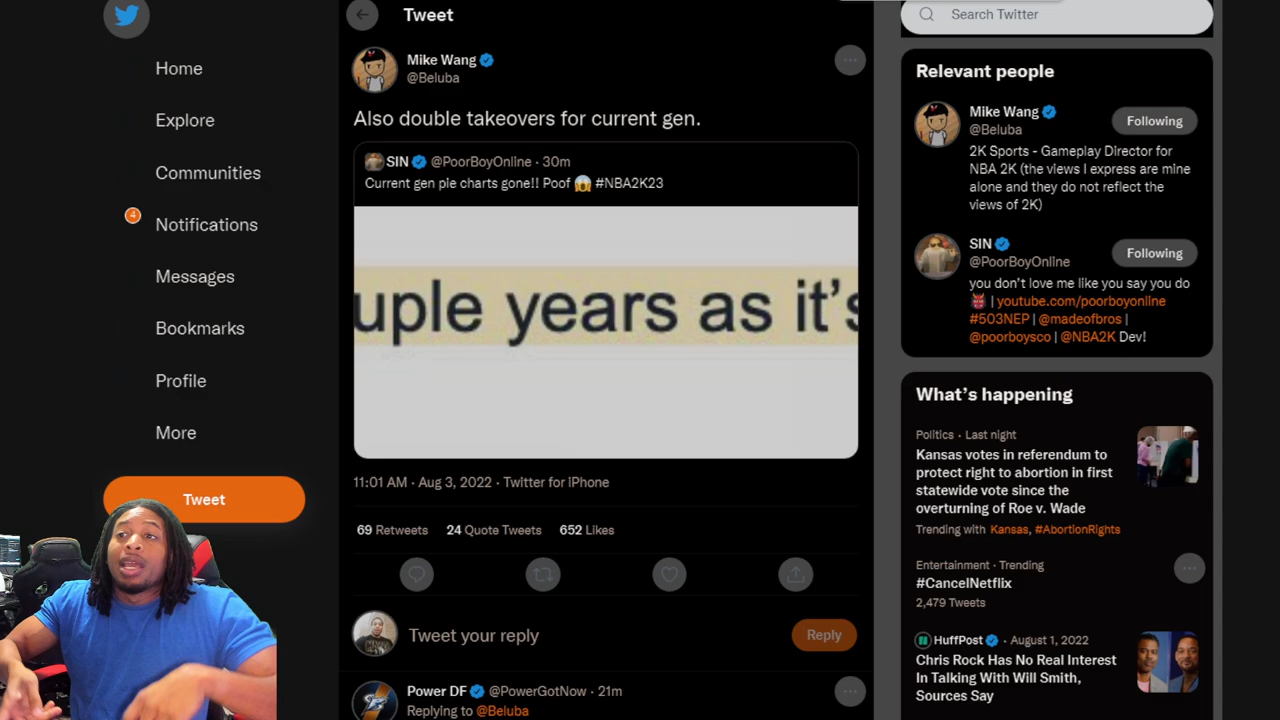 Home
Explore
Communities
4
Notifications
Messages
Bookmarks
Profile
More
Tweet
Tweet
Mike Wang
@Beluba
Also double takeovers for current gen.
SIN @PoorBoyOnline · 30m
Current gen pie charts gone!! Poof 😱 #NBA2K23
uple years as it's
11:01 AM · Aug 3, 2022 · Twitter for iPhone
69 Retweets 24 Quote Tweets 652 Likes
Tweet your reply
Reply
Power DF @PowerGotNow · 21m
Replying to @Beluba
Search Twitter
Relevant people
Mike Wang
@Beluba
Following
2K Sports - Gameplay Director for
NBA 2K (the views I express are mine
alone and they do not reflect the
views of 2K)
SIN
@PoorBoyOnline
Following
you don't love me like you say you do
👹 | youtube.com/poorboyonline
#503NEP | @madeofbros |
@poorboysco | @NBA2K Dev!
What's happening
Politics · Last night
Kansas votes in referendum to
protect right to abortion in first
statewide vote since the
overturning of Roe v. Wade
Trending with Kansas, #AbortionRights
Entertainment · Trending
#CancelNetflix
2,479 Tweets
HuffPost · August 1, 2022
Chris Rock Has No Real Interest
In Talking With Will Smith,
Sources Say